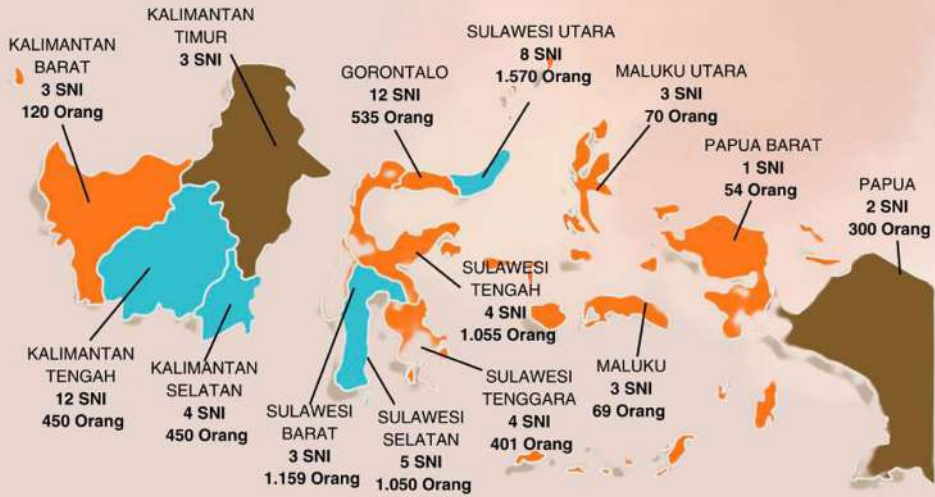 KALIMANTAN
BARAT
3 SNI
120 Orang
KALIMANTAN
TIMUR
3 SNI
GORONTALO
12 SNI
535 Orang
SULAWESI UTARA
8 SNI
1.570 Orang
MALUKU UTARA
3 SNI
70 Orang
PAPUA BARAT
1 SNI
54 Orang
PAPUA
2 SNI
300 Orang
KALIMANTAN
TENGAH
12 SNI
450 Orang
KALIMANTAN
SELATAN
4 SNI
450 Orang
SULAWESI
BARAT
3 SNI
1.159 Orang
SULAWESI
SELATAN
5 SNI
1.050 Orang
SULAWESI
TENGAH
4 SNI
1.055 Orang
SULAWESI
TENGGARA
4 SNI
401 Orang
MALUKU
3 SNI
69 Orang